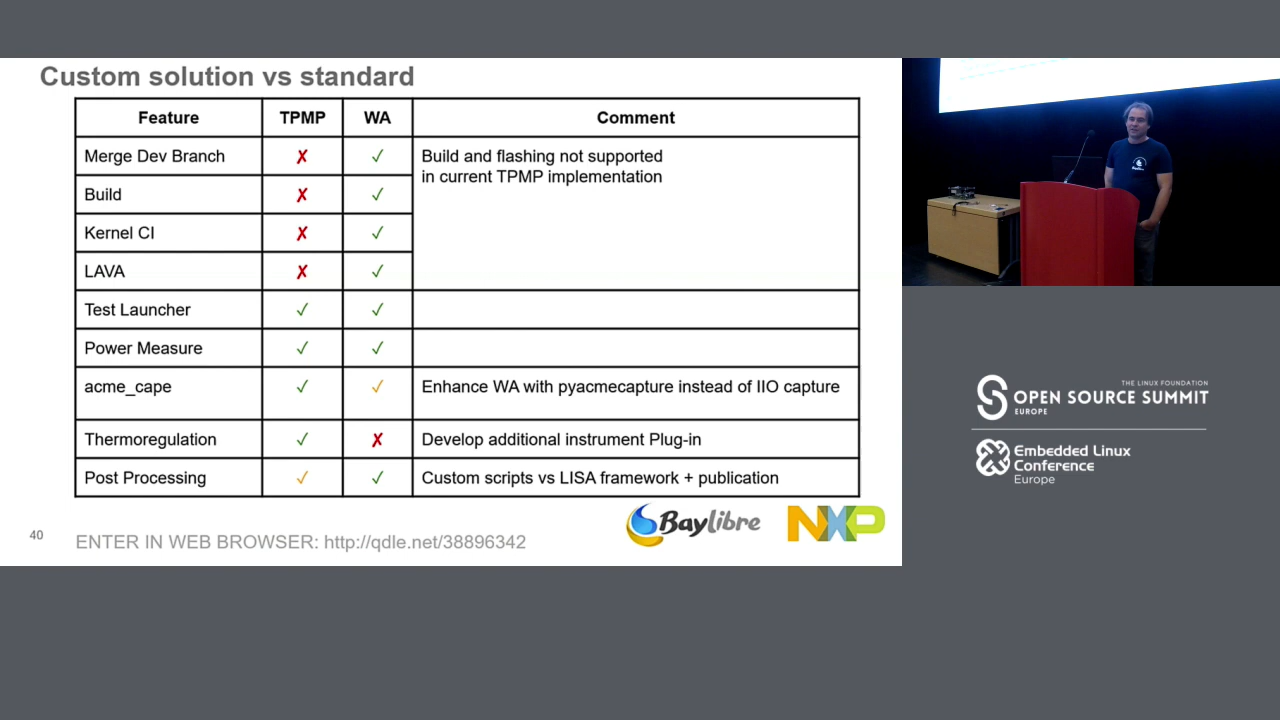 Custom solution vs standard
Feature TPMP WA Comment
Merge Dev Branch ✗ ✓ Build and flashing not supported
in current TPMP implementation
Build ✗ ✓
Kernel CI ✗ ✓
LAVA ✗ ✓
Test Launcher ✓ ✓
Power Measure ✓ ✓
acme_cape ✓ ✓ Enhance WA with pyacmecapture instead of IIO capture
Thermoregulation ✓ ✗ Develop additional instrument Plug-in
Post Processing ✓ ✓ Custom scripts vs LISA framework + publication
Baylibre NXP
40 ENTER IN WEB BROWSER: http://qdle.net/38896342
THE LINUX FOUNDATION
OPEN SOURCE SUMMIT
EUROPE
Embedded Linux
Conference
Europe